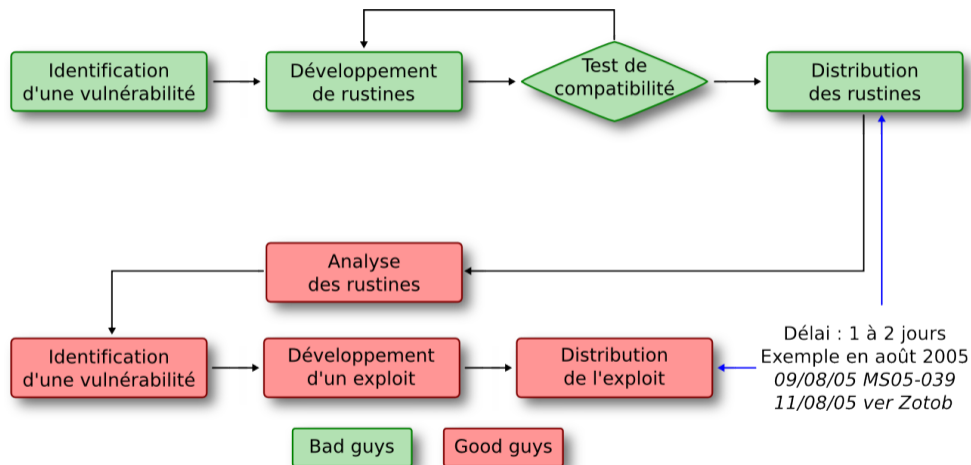 Identification
d'une vulnérabilité
Développement
de rustines
Test de
compatibilité
Distribution
des rustines
Analyse
des rustines
Identification
d'une vulnérabilité
Développement
d'un exploit
Distribution
de l'exploit
Délai : 1 à 2 jours
Exemple en août 2005
09/08/05 MS05-039
11/08/05 ver Zotob
Bad guys
Good guys